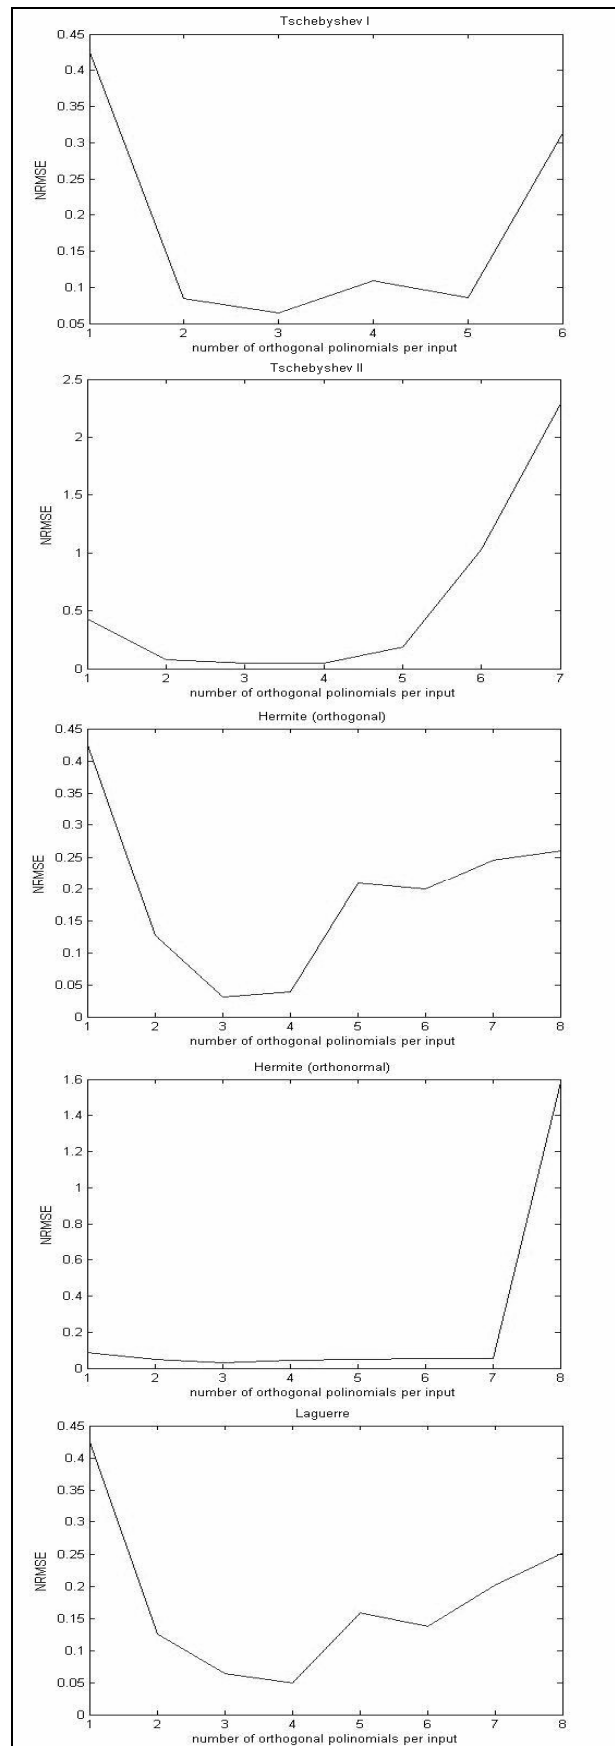 Tschebyshev I
0.45
0.4
0.35
0.3
0.25
0.2
0.15
0.1
0.05
NRMSE
1 2 3 4 5 6
number of orthogonal polinomials per input
Tschebyshev II
2.5
2
1.5
1
0.5
0
NRMSE
1 2 3 4 5 6 7
number of orthogonal polinomials per input
Hermite (orthogonal)
0.45
0.4
0.35
0.3
0.25
0.2
0.15
0.1
0.05
0
NRMSE
1 2 3 4 5 6 7 8
number of orthogonal polinomials per input
Hermite (orthonormal)
1.6
1.4
1.2
1
0.8
0.6
0.4
0.2
0
NRMSE
1 2 3 4 5 6 7 8
number of orthogonal polinomials per input
Laguerre
0.45
0.4
0.35
0.3
0.25
0.2
0.15
0.1
0.05
0
NRMSE
1 2 3 4 5 6 7 8
number of orthogonal polinomials per input